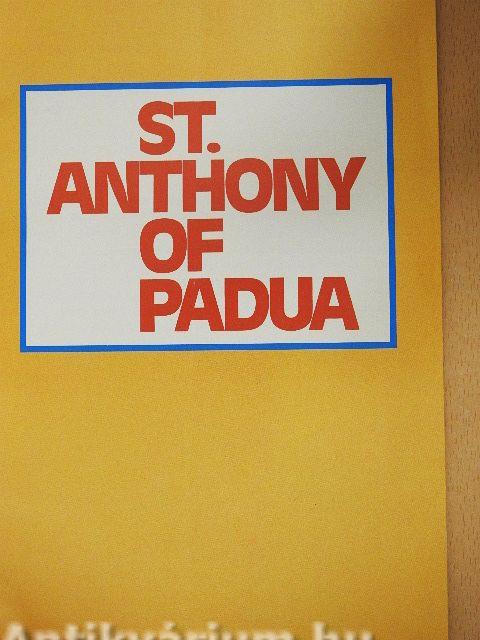 ST.
ANTHONY
OF
PADUA
Antikvárium.hu